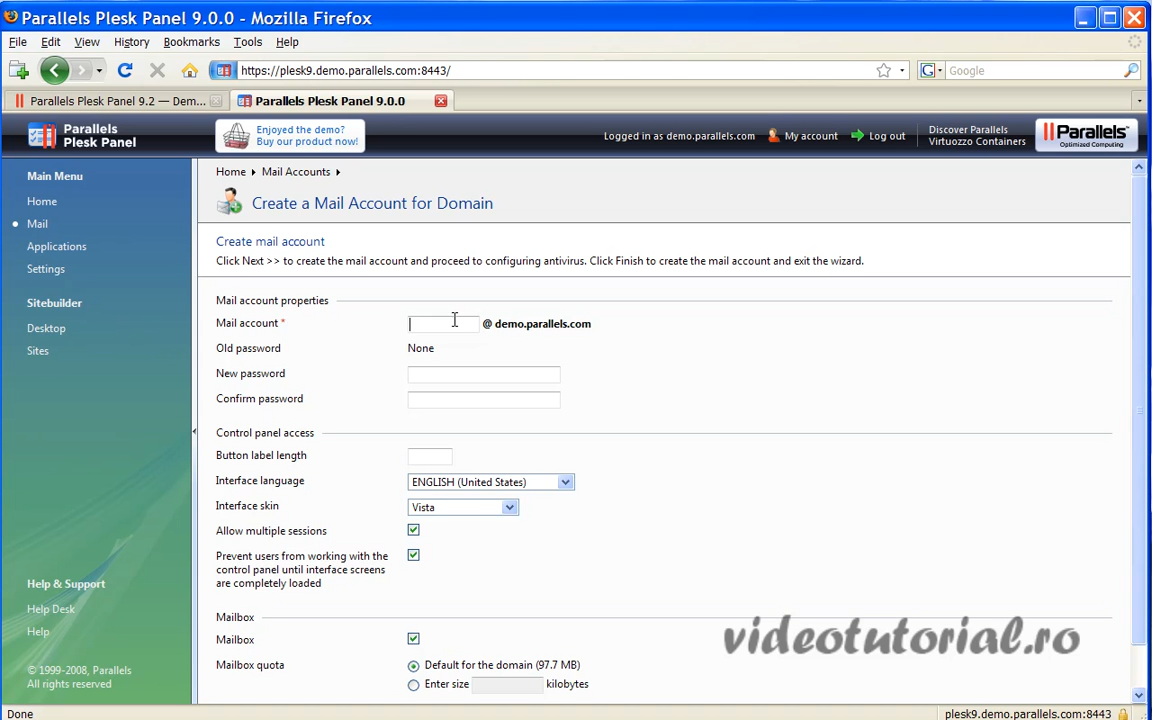 Parallels Plesk Panel 9.0.0 - Mozilla Firefox
File Edit View History Bookmarks Tools Help
https://plesk9.demo.parallels.com:8443/
Google
Parallels Plesk Panel 9.2 — Dem...
Parallels Plesk Panel 9.0.0
Parallels
Plesk Panel
Enjoyed the demo?
Buy our product now!
Logged in as demo.parallels.com
My account
Log out
Discover Parallels
Virtuozzo Containers
Parallels™
Optimized Computing
Main Menu
Home
Mail
Applications
Settings
Sitebuilder
Desktop
Sites
Help & Support
Help Desk
Help
© 1999-2008, Parallels
All rights reserved
Home Mail Accounts
Create a Mail Account for Domain
Create mail account
Click Next >> to create the mail account and proceed to configuring antivirus. Click Finish to create the mail account and exit the wizard.
Mail account properties
Mail account * @ demo.parallels.com
Old password None
New password
Confirm password
Control panel access
Button label length
Interface language ENGLISH (United States)
Interface skin Vista
Allow multiple sessions
Prevent users from working with the
control panel until interface screens
are completely loaded
Mailbox
Mailbox
Mailbox quota Default for the domain (97.7 MB)
Enter size kilobytes
videotutorial.ro
Done
plesk9.demo.parallels.com:8443